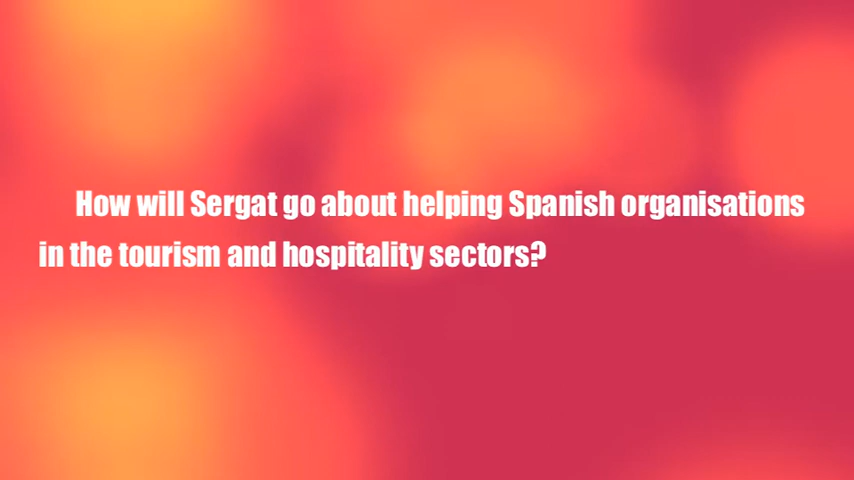 How will Sergat go about helping Spanish organisations
in the tourism and hospitality sectors?